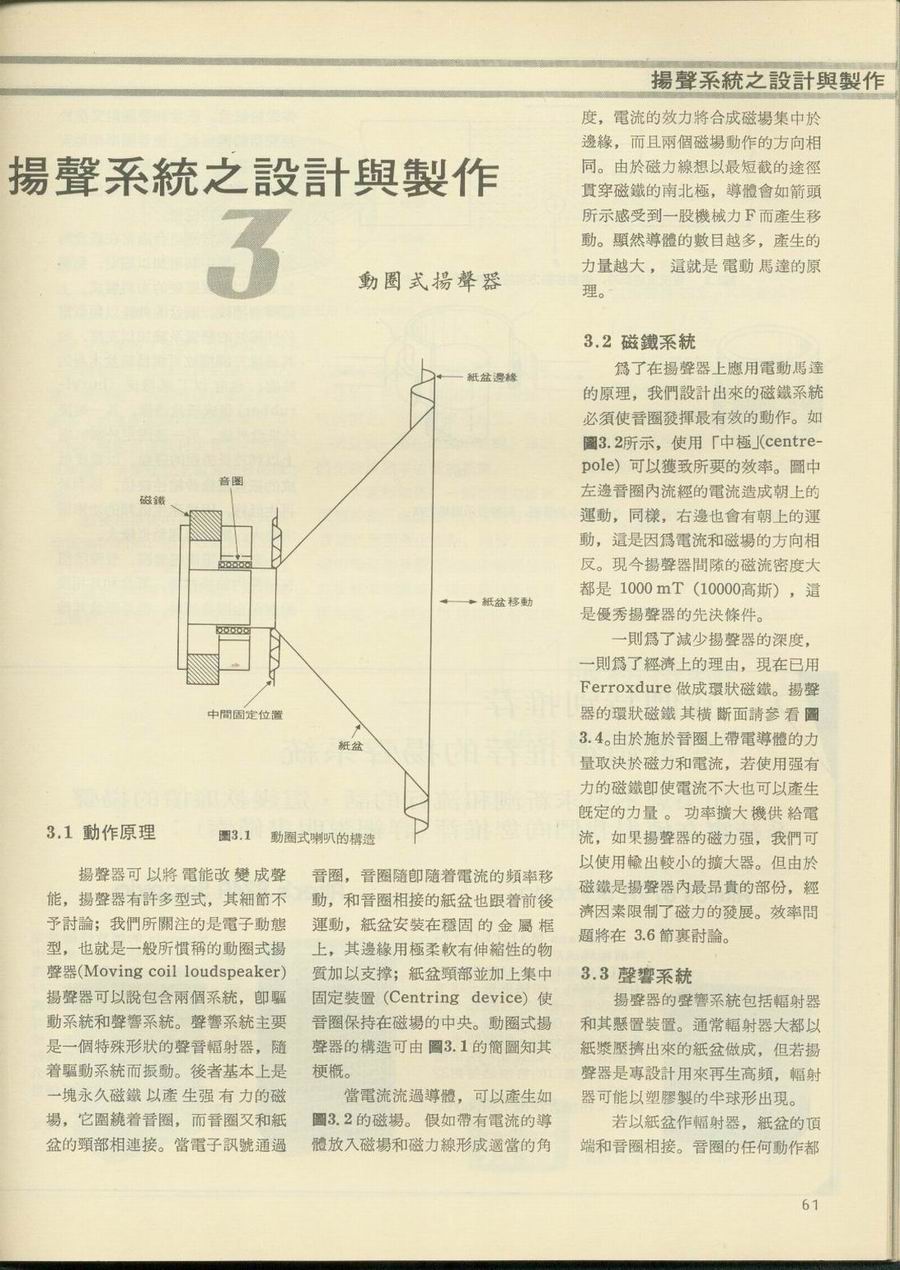 揚聲系統之設計與製作
揚聲系統之設計與製作
3
動圈式揚聲器
紙盆邊緣
音圈
磁鐵
紙盆移動
中間固定位置
紙盆
圖3.1 動圈式喇叭的構造
3.1 動作原理
揚聲器可以將電能改變成聲
能，揚聲器有許多型式，其細節不
予討論；我們所關注的是電子動態
型，也就是一般所慣稱的動圈式揚
聲器(Moving coil loudspeaker)
揚聲器可以說包含兩個系統，卽驅
動系統和聲響系統。聲響系統主要
是一個特殊形狀的聲音輻射器，隨
着驅動系統而振動。後者基本上是
一塊永久磁鐵以產生强有力的磁
場，它圍繞着音圈，而音圈又和紙
盆的頸部相連接。當電子訊號通過
音圈，音圈隨卽隨着電流的頻率移
動，和音圈相接的紙盆也跟着前後
運動，紙盆安裝在穩固的金屬框
上，其邊緣用極柔軟有伸縮性的物
質加以支撐；紙盆頸部並加上集中
固定裝置 (Centring device) 使
音圈保持在磁場的中央。動圈式揚
聲器的構造可由圖3.1的簡圖知其
梗概。
當電流流過導體，可以產生如
圖3.2的磁場。假如帶有電流的導
體放入磁場和磁力線形成適當的角
度，電流的效力將合成磁場集中於
邊緣，而且兩個磁場動作的方向相
同。由於磁力線想以最短截的途徑
貫穿磁鐵的南北極，導體會如箭頭
所示感受到一股機械力F而產生移
動。顯然導體的數目越多，產生的
力量越大，這就是電動馬達的原
理。
3.2 磁鐵系統
爲了在揚聲器上應用電動馬達
的原理，我們設計出來的磁鐵系統
必須使音圈發揮最有效的動作。如
圖3.2所示，使用「中極」(centre-
pole) 可以獲致所要的效率。圖中
左邊音圈內流經的電流造成朝上的
運動，同樣，右邊也會有朝上的運
動，這是因爲電流和磁場的方向相
反。現今揚聲器間隙的磁流密度大
都是 1000 mT (10000高斯)，這
是優秀揚聲器的先決條件。
一則爲了減少揚聲器的深度，
一則爲了經濟上的理由，現在已用
Ferroxdure 做成環狀磁鐵。揚聲
器的環狀磁鐵其橫斷面請參看圖
3.4。由於施於音圈上帶電導體的力
量取決於磁力和電流，若使用强有
力的磁鐵卽使電流不大也可以產生
旣定的力量。功率擴大機供給電
流，如果揚聲器的磁力强，我們可
以使用輸出較小的擴大器。但由於
磁鐵是揚聲器內最昂貴的部份，經
濟因素限制了磁力的發展。效率問
題將在 3.6 節裏討論。
3.3 聲響系統
揚聲器的聲響系統包括輻射器
和其懸置裝置。通常輻射器大都以
紙漿壓擠出來的紙盆做成，但若揚
聲器是專設計用來再生高頻，輻射
器可能以塑膠製的半球形出現。
若以紙盆作輻射器，紙盆的頂
端和音圈相接。音圈的任何動作都
61